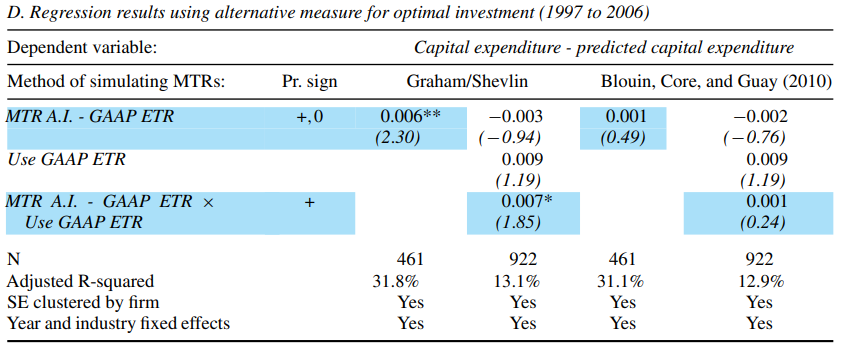 D. Regression results using alternative measure for optimal investment (1997 to 2006)
Dependent variable: Capital expenditure - predicted capital expenditure
Method of simulating MTRs: Pr. sign Graham/Shevlin Blouin, Core, and Guay (2010)
MTR A.I. - GAAP ETR +,0 0.006** −0.003 0.001 −0.002
(2.30) (−0.94) (0.49) (−0.76)
Use GAAP ETR 0.009 0.009
(1.19) (1.19)
MTR A.I. - GAAP ETR × + 0.007* 0.001
Use GAAP ETR (1.85) (0.24)
N 461 922 461 922
Adjusted R-squared 31.8% 13.1% 31.1% 12.9%
SE clustered by firm Yes Yes Yes Yes
Year and industry fixed effects Yes Yes Yes Yes